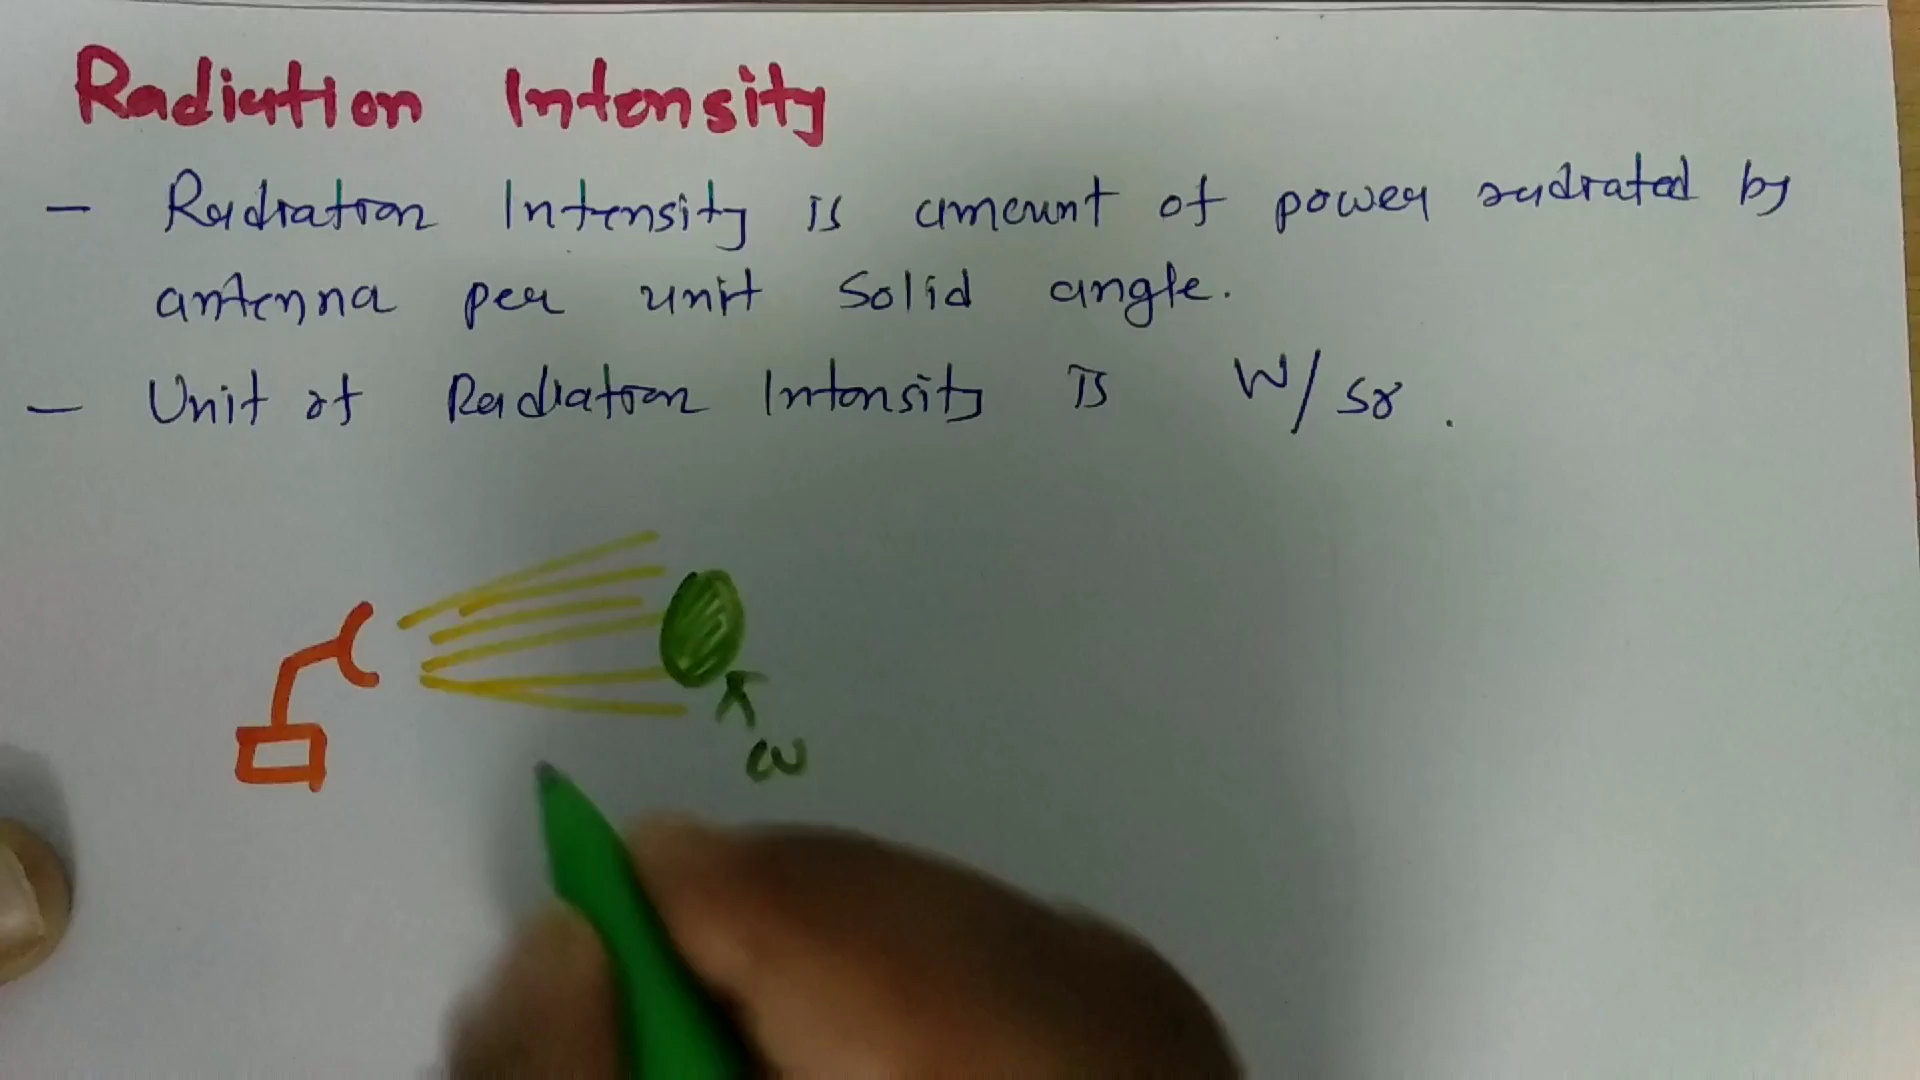 Radiation Intensity
- Radiation Intensity is amount of power radiated by
antenna per unit solid angle.
- Unit of Radiation Intensity is W/sr.
ω